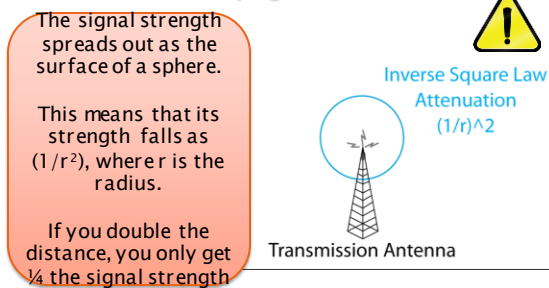 The signal strength
spreads out as the
surface of a sphere.
This means that its
strength falls as
(1/r²), where r is the
radius.
If you double the
distance, you only get
¼ the signal strength
Inverse Square Law
Attenuation
(1/r)^2
Transmission Antenna